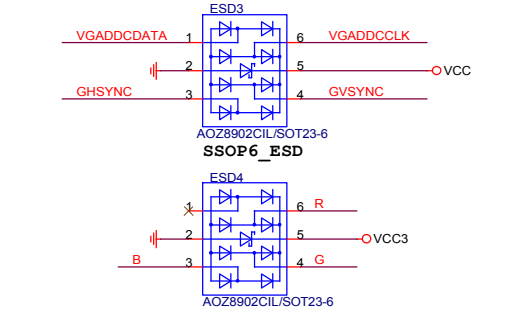 ESD3
VGADDCDATA 1 6 VGADDCCLK
2 5 VCC
GHSYNC 3 4 GVSYNC
AOZ8902CIL/SOT23-6
SSOP6_ESD
ESD4
1 6 R
2 5 VCC3
B 3 4 G
AOZ8902CIL/SOT23-6